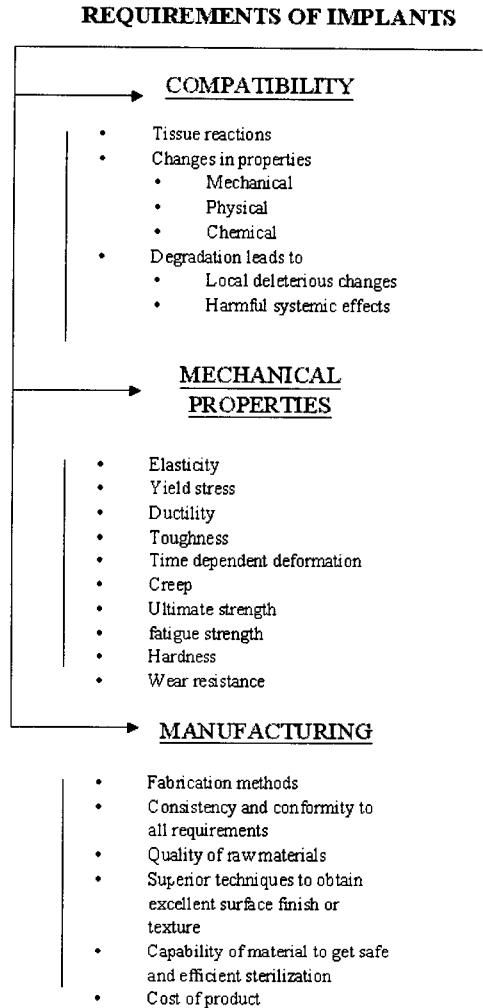 REQUIREMENTS OF IMPLANTS
COMPATIBILITY
• Tissue reactions
• Changes in properties
• Mechanical
• Physical
• Chemical
• Degradation leads to
• Local deleterious changes
• Harmful systemic effects
MECHANICAL
PROPERTIES
• Elasticity
• Yield stress
• Ductility
• Toughness
• Time dependent deformation
• Creep
• Ultimate strength
• fatigue strength
• Hardness
• Wear resistance
MANUFACTURING
• Fabrication methods
• Consistency and conformity to
all requirements
• Quality of raw materials
• Superior techniques to obtain
excellent surface finish or
texture
• Capability of material to get safe
and efficient sterilization
• Cost of product